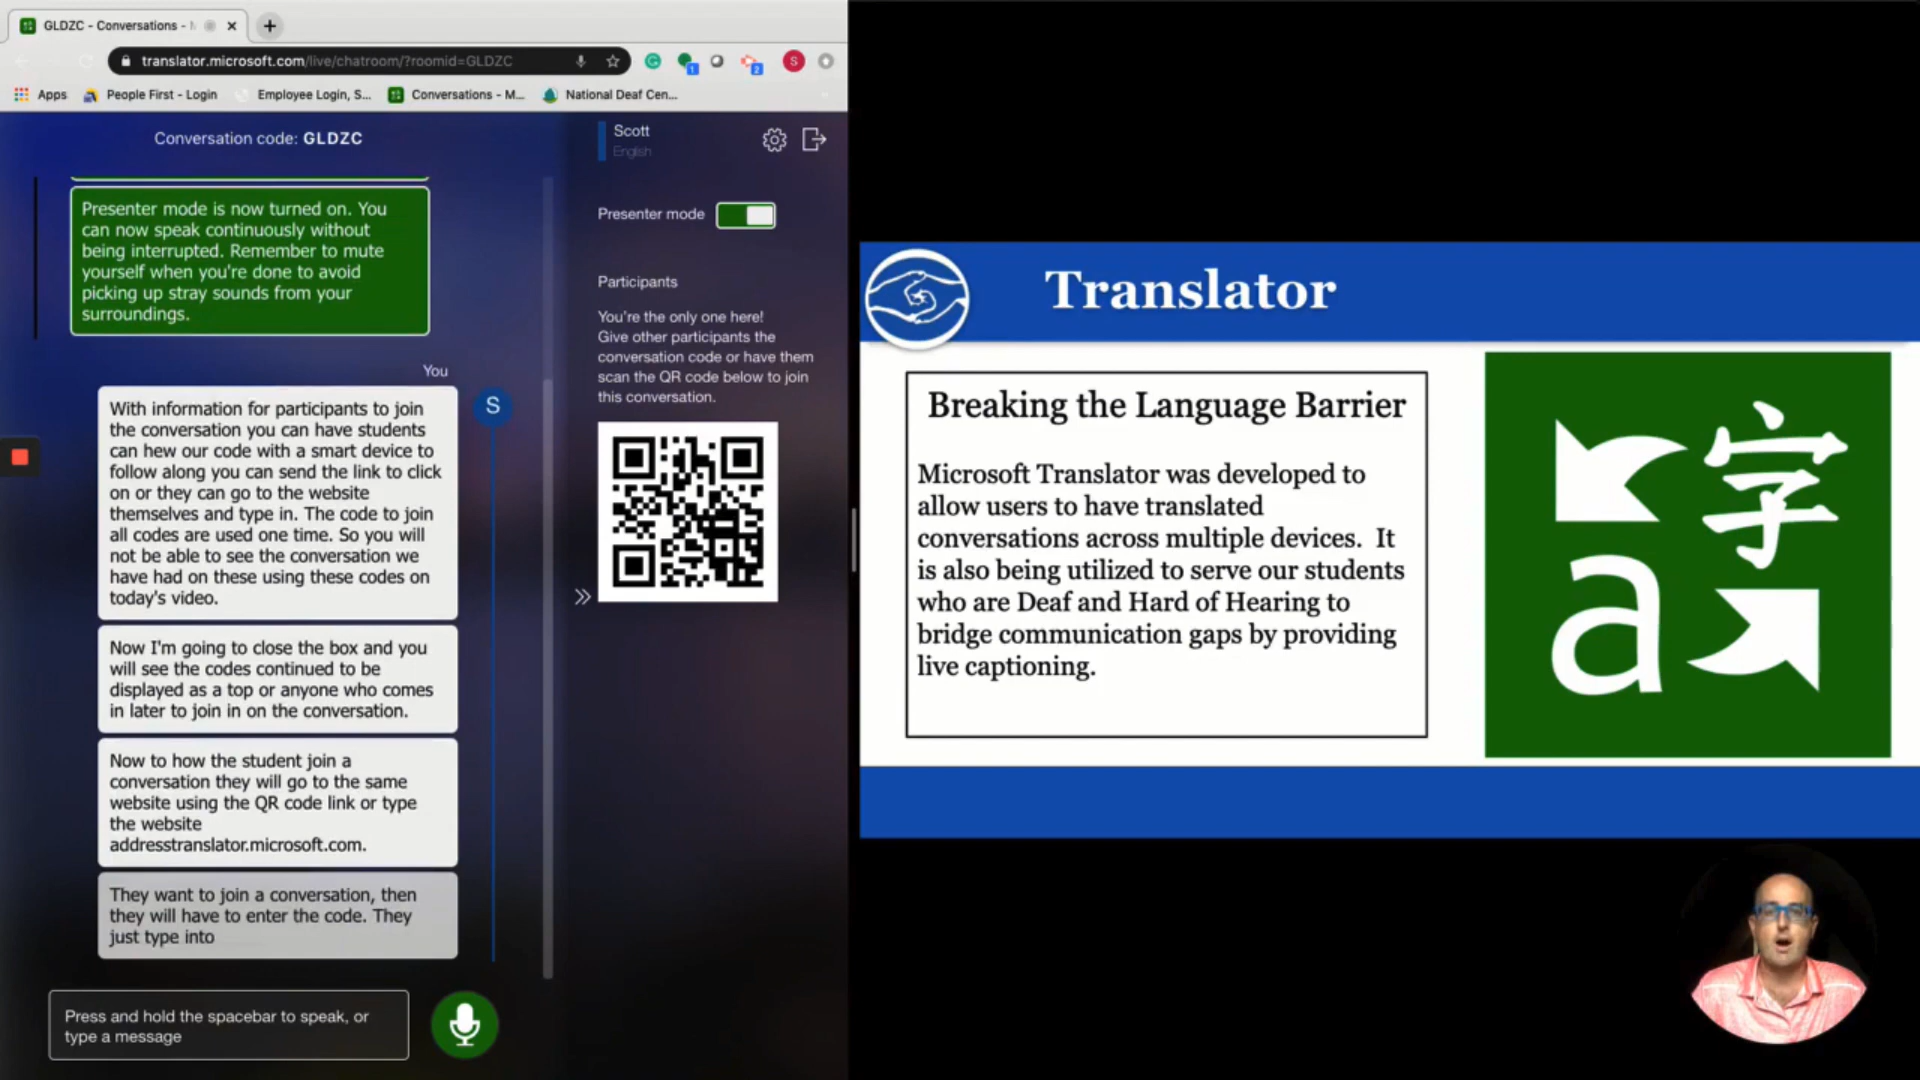 GLDZC - Conversations -
translator.microsoft.com/live/chatroom/?roomid=GLDZC
1
2
S
Apps
People First - Login
Employee Login, S...
Conversations - M...
National Deaf Cen...
Conversation code: GLDZC
Presenter mode is now turned on. You
can now speak continuously without
being interrupted. Remember to mute
yourself when you're done to avoid
picking up stray sounds from your
surroundings.
You
S
With information for participants to join
the conversation you can have students
can hew our code with a smart device to
follow along you can send the link to click
on or they can go to the website
themselves and type in. The code to join
all codes are used one time. So you will
not be able to see the conversation we
have had on these using these codes on
today's video.
Now I'm going to close the box and you
will see the codes continued to be
displayed as a top or anyone who comes
in later to join in on the conversation.
Now to how the student join a
conversation they will go to the same
website using the QR code link or type
the website
addresstranslator.microsoft.com.
They want to join a conversation, then
they will have to enter the code. They
just type into
Press and hold the spacebar to speak, or
type a message
Scott
English
Presenter mode
Participants
You're the only one here!
Give other participants the
conversation code or have them
scan the QR code below to join
this conversation.
Translator
Breaking the Language Barrier
Microsoft Translator was developed to
allow users to have translated
conversations across multiple devices. It
is also being utilized to serve our students
who are Deaf and Hard of Hearing to
bridge communication gaps by providing
live captioning.
字
a